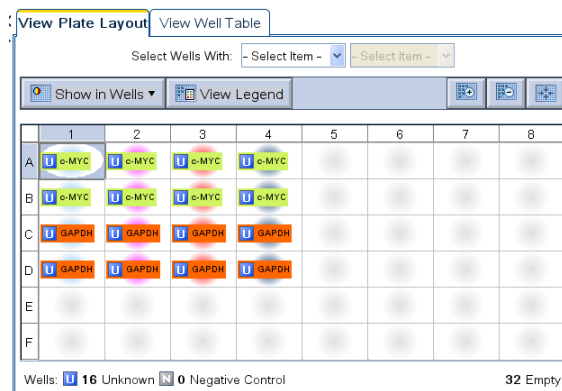 View Plate Layout View Well Table
Select Wells With: - Select Item - - Select Item -
Show in Wells ▼ View Legend
1 2 3 4 5 6 7 8
A U c-MYC U c-MYC U c-MYC U c-MYC
B U c-MYC U c-MYC U c-MYC U c-MYC
C U GAPDH U GAPDH U GAPDH U GAPDH
D U GAPDH U GAPDH U GAPDH U GAPDH
E
F
Wells: U 16 Unknown N 0 Negative Control 32 Empty